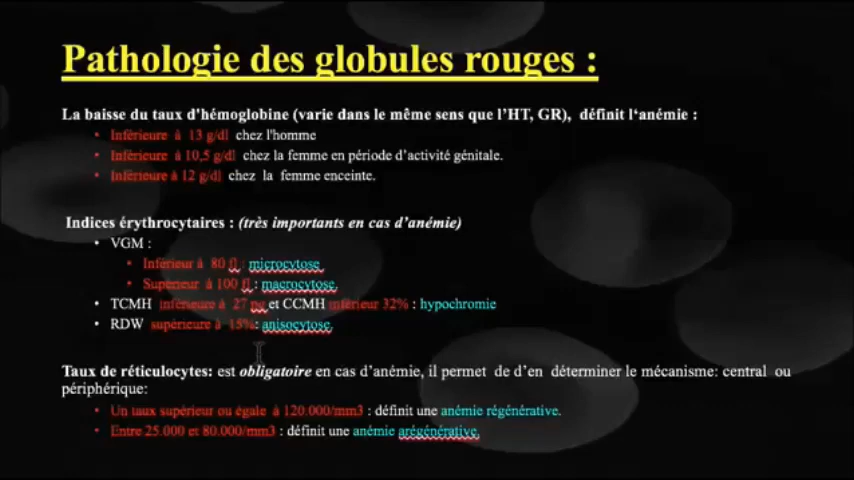 Pathologie des globules rouges :
La baisse du taux d'hémoglobine (varie dans le même sens que l'HT, GR), définit l'anémie :
• Inférieure à 13 g/dl chez l'homme
• Inférieure à 10,5 g/dl chez la femme en période d'activité génitale.
• Inférieure à 12 g/dl chez la femme enceinte.
Indices érythrocytaires : (très importants en cas d'anémie)
• VGM :
• Inférieur à 80 fl : microcytose.
• Supérieur à 100 fl : macrocytose.
• TCMH inférieure à 27 pg et CCMH inférieur 32% : hypochromie
• RDW supérieure à 15% : anisocytose.
Taux de réticulocytes: est obligatoire en cas d'anémie, il permet de d'en déterminer le mécanisme: central ou
périphérique:
• Un taux supérieur ou égale à 120.000/mm3 : définit une anémie régénérative.
• Entre 25.000 et 80.000/mm3 : définit une anémie arégénérative.